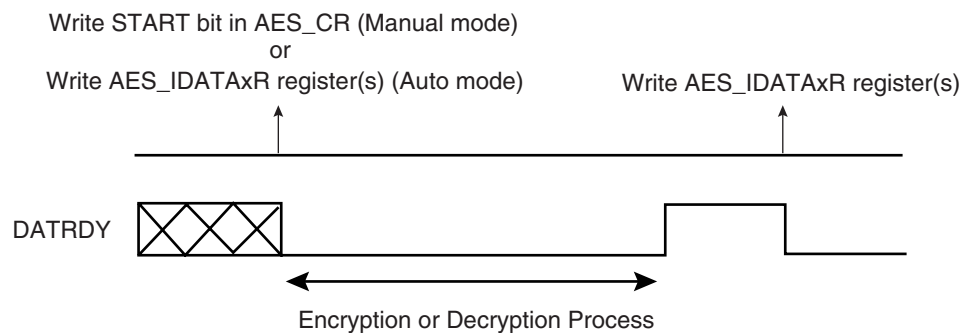 Write START bit in AES_CR (Manual mode)
or
Write AES_IDATAxR register(s) (Auto mode)
Write AES_IDATAxR register(s)
DATRDY
Encryption or Decryption Process